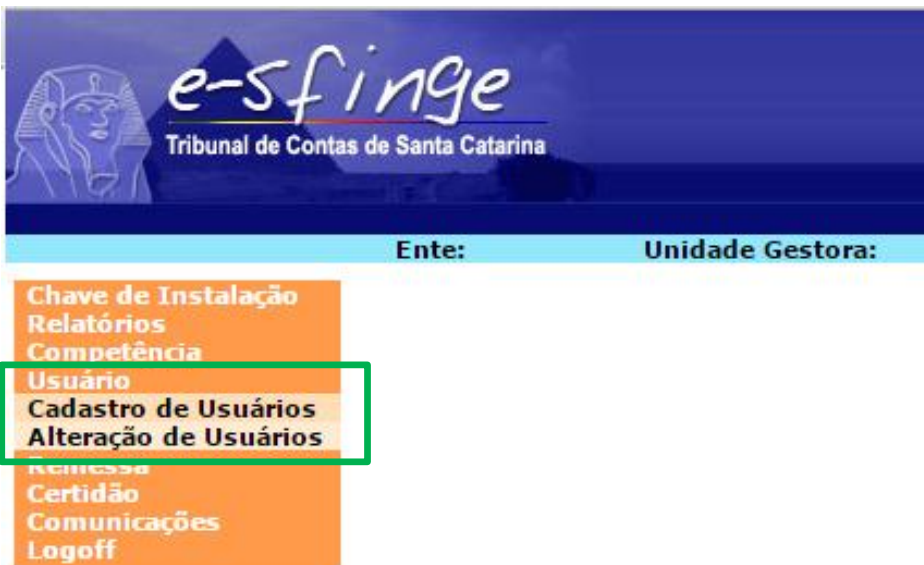 e-sfinge
Tribunal de Contas de Santa Catarina
Ente: Unidade Gestora:
Chave de Instalação
Relatórios
Competência
Usuário
Cadastro de Usuários
Alteração de Usuários
Remessa
Certidão
Comunicações
Logoff